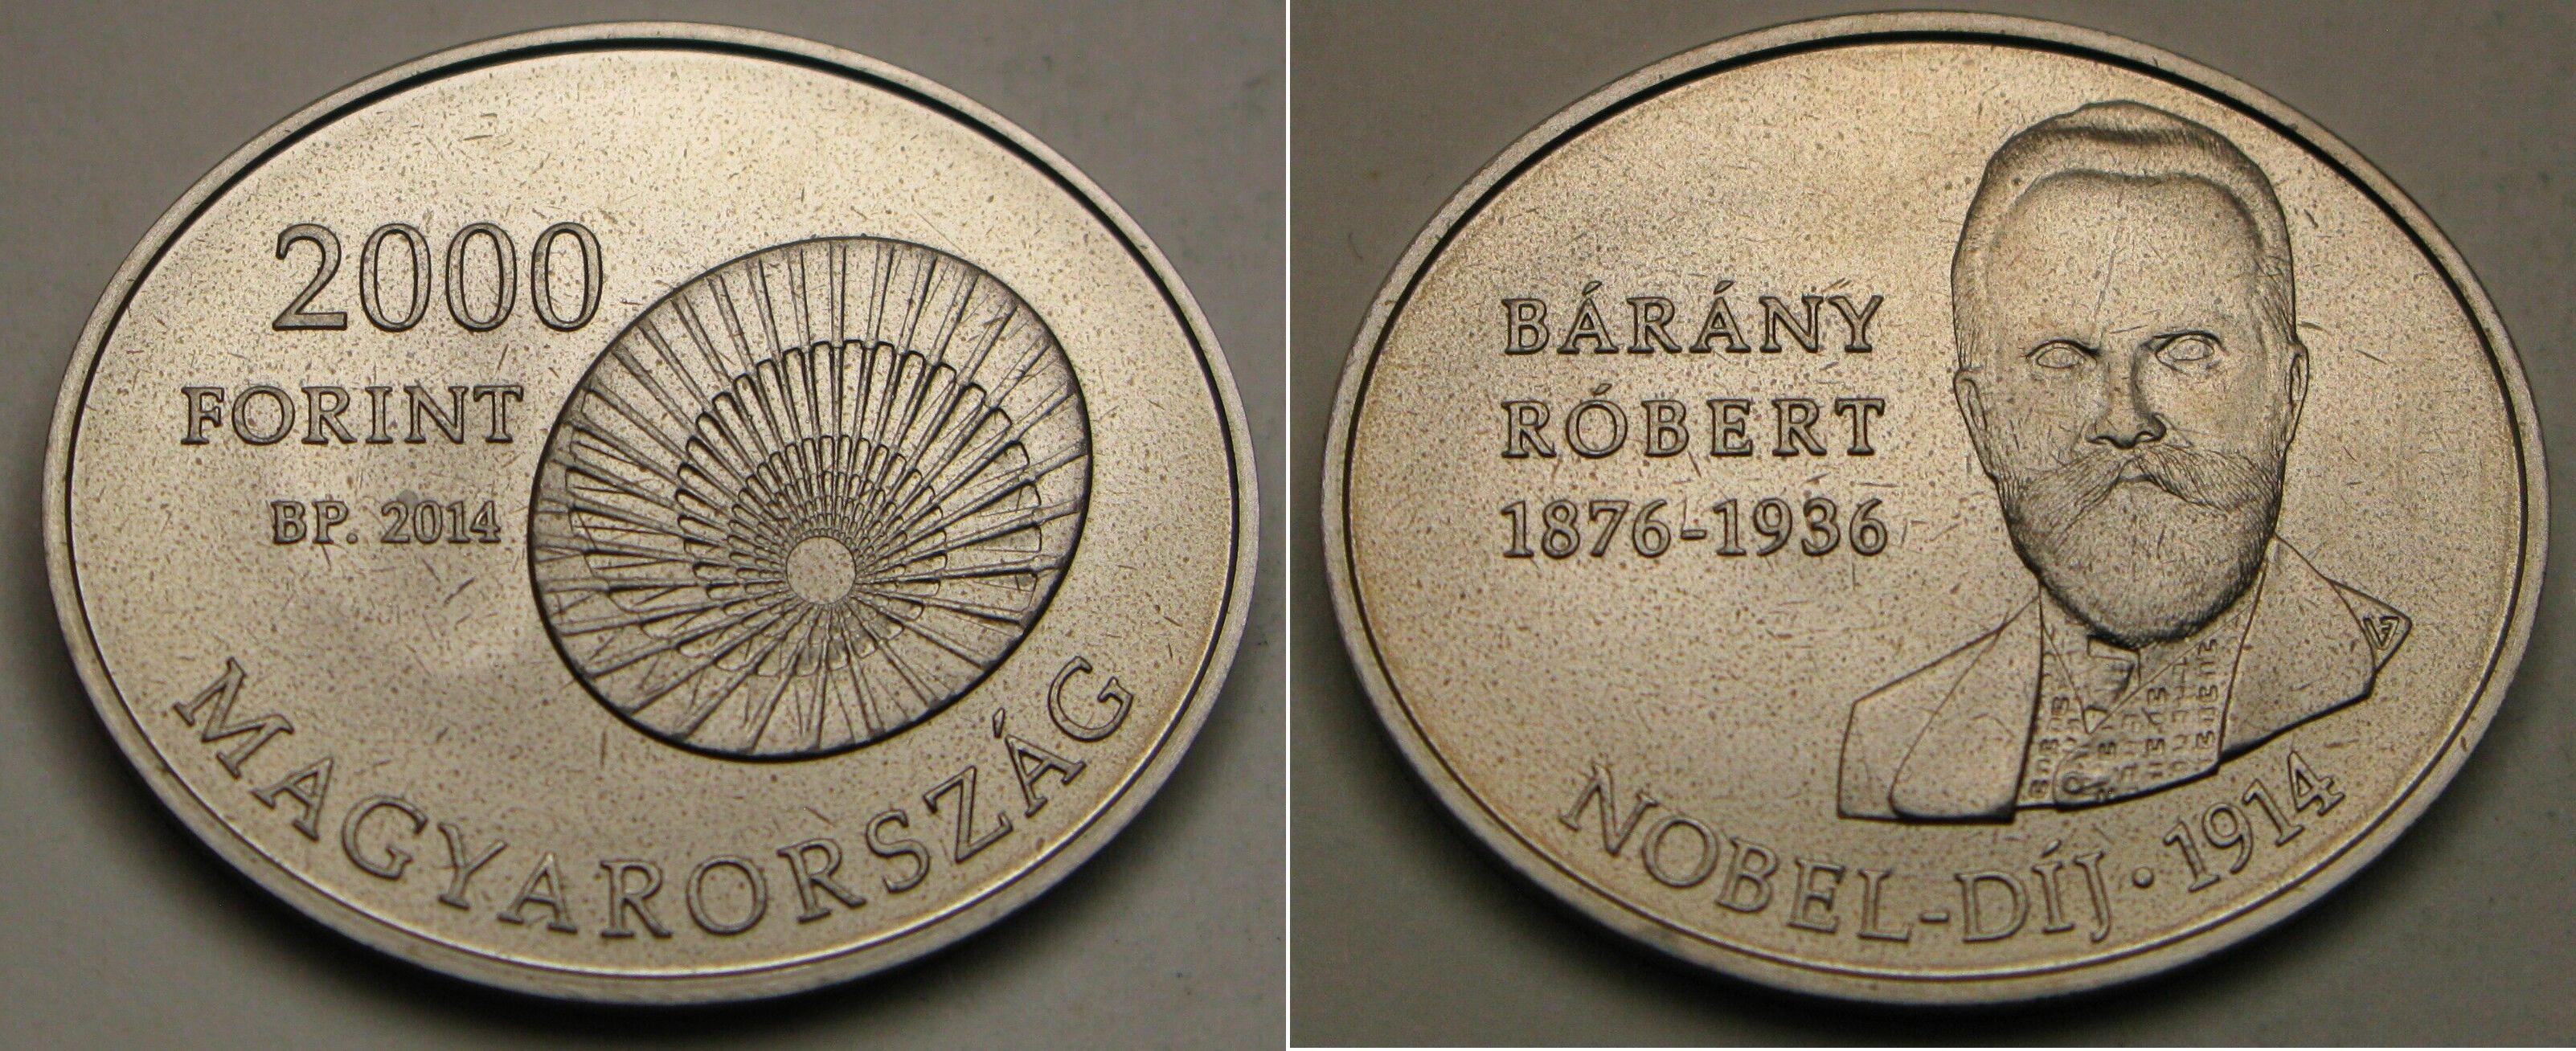 2000
FORINT
BP. 2014
MAGYARORSZÁG
BÁRÁNY
RÓBERT
1876-1936
NOBEL-DÍJ · 1914